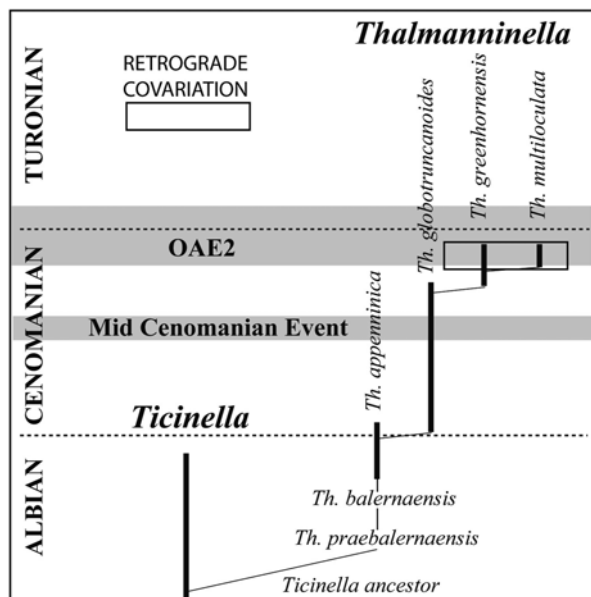 Thalmanninella
RETROGRADE
COVARIATION
TURONIAN
Th. globotruncanoides
Th. greenhornensis
Th. multiloculata
OAE2
CENOMANIAN
Mid Cenomanian Event
Th. appenninica
Ticinella
ALBIAN
Th. balernaensis
Th. praebalernaensis
Ticinella ancestor